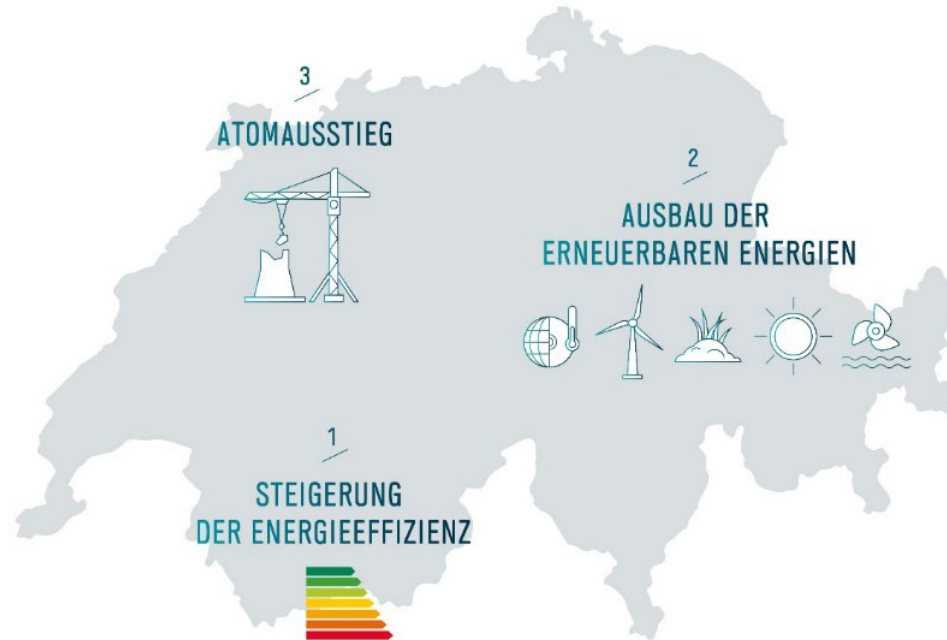 3
ATOMAUSSTIEG
2
AUSBAU DER
ERNEUERBAREN ENERGIEN
1
STEIGERUNG
DER ENERGIEEFFIZIENZ